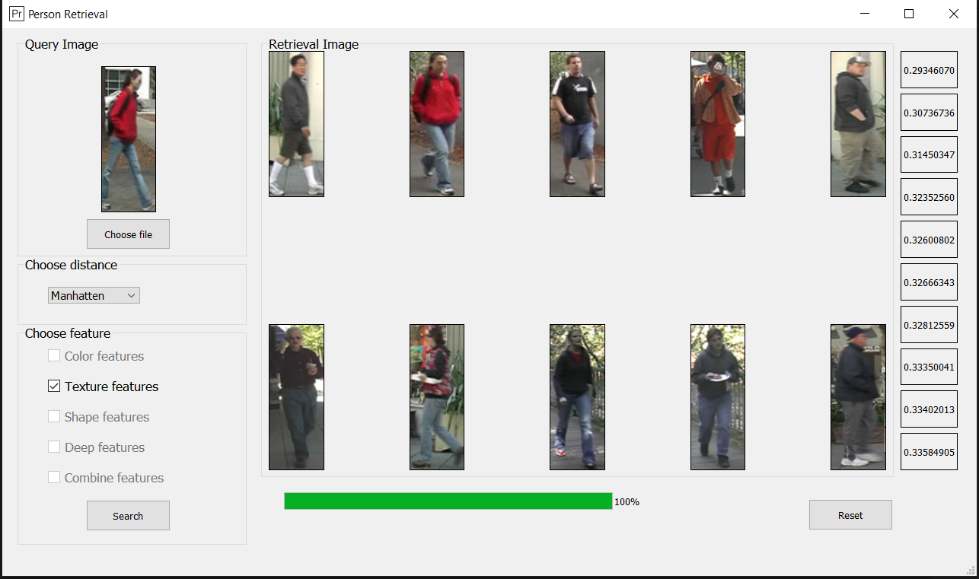 Pr Person Retrieval
Query Image
Choose file
Choose distance
Manhatten
Choose feature
Color features
Texture features
Shape features
Deep features
Combine features
Search
Retrieval Image
0.29346070
0.30736736
0.31450347
0.32352560
0.32600802
0.32666343
0.32812559
0.33350041
0.33402013
0.33584905
100%
Reset